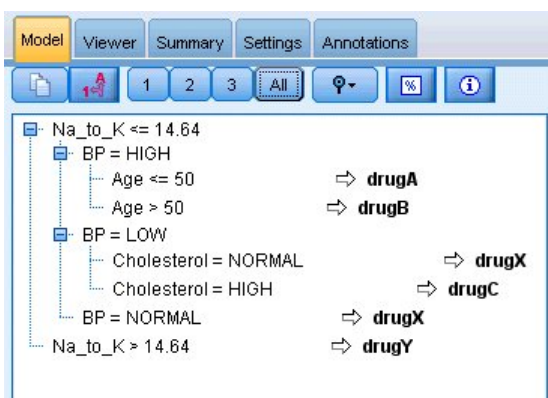 Model Viewer Summary Settings Annotations
1 2 3 All %
Na_to_K <= 14.64
BP = HIGH
Age <= 50 ⇨ drugA
Age > 50 ⇨ drugB
BP = LOW
Cholesterol = NORMAL ⇨ drugX
Cholesterol = HIGH ⇨ drugC
BP = NORMAL ⇨ drugX
Na_to_K > 14.64 ⇨ drugY